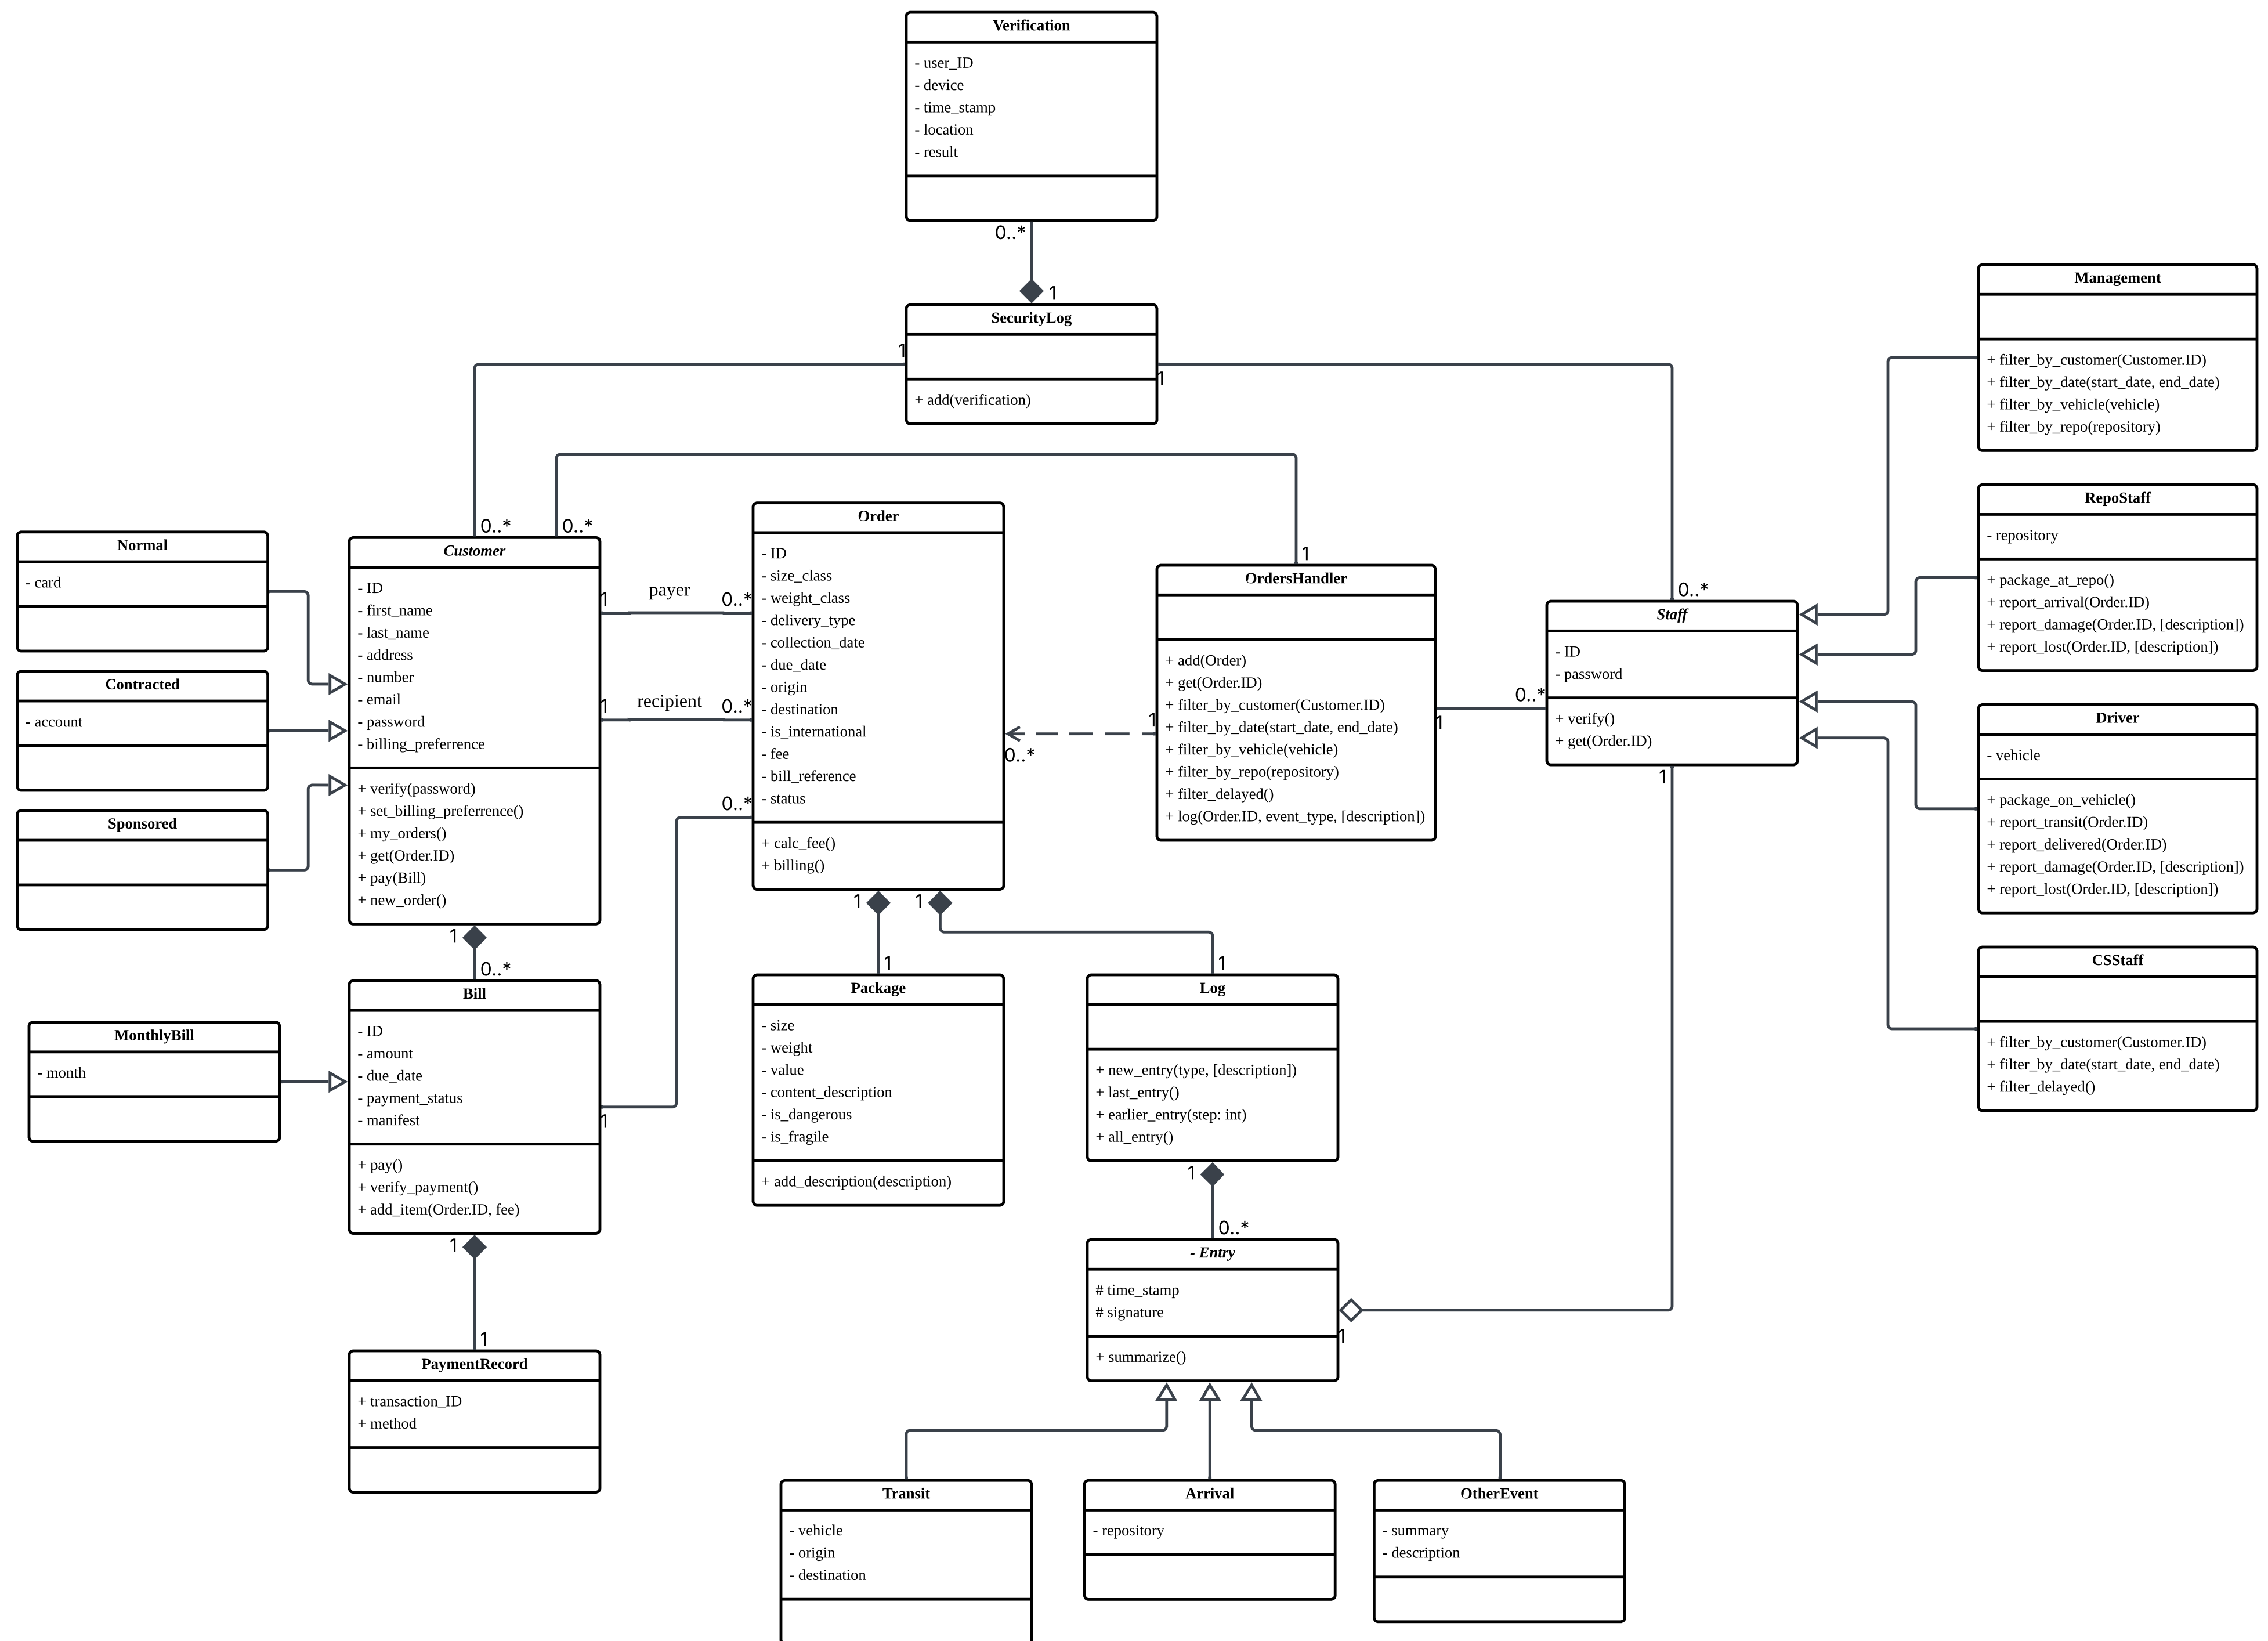 Verification
- user_ID
- device
- time_stamp
- location
- result
0..*
1
SecurityLog
+ add(verification)
1
1
Management
+ filter_by_customer(Customer.ID)
+ filter_by_date(start_date, end_date)
+ filter_by_vehicle(vehicle)
+ filter_by_repo(repository)
RepoStaff
- repository
+ package_at_repo()
+ report_arrival(Order.ID)
+ report_damage(Order.ID, [description])
+ report_lost(Order.ID, [description])
Driver
- vehicle
+ package_on_vehicle()
+ report_transit(Order.ID)
+ report_delivered(Order.ID)
+ report_damage(Order.ID, [description])
+ report_lost(Order.ID, [description])
CSStaff
+ filter_by_customer(Customer.ID)
+ filter_by_date(start_date, end_date)
+ filter_delayed()
Normal
- card
Contracted
- account
Sponsored
0..*
0..*
Customer
- ID
- first_name
- last_name
- address
- number
- email
- password
- billing_preferrence
+ verify(password)
+ set_billing_preferrence()
+ my_orders()
+ get(Order.ID)
+ pay(Bill)
+ new_order()
1
payer
0..*
1
recipient
0..*
0..*
Order
- ID
- size_class
- weight_class
- delivery_type
- collection_date
- due_date
- origin
- destination
- is_international
- fee
- bill_reference
- status
+ calc_fee()
+ billing()
0..*
1
1
OrdersHandler
+ add(Order)
+ get(Order.ID)
+ filter_by_customer(Customer.ID)
+ filter_by_date(start_date, end_date)
+ filter_by_vehicle(vehicle)
+ filter_by_repo(repository)
+ filter_delayed()
+ log(Order.ID, event_type, [description])
1
0..*
0..*
Staff
- ID
- password
+ verify()
+ get(Order.ID)
1
1
0..*
Bill
- ID
- amount
- due_date
- payment_status
- manifest
+ pay()
+ verify_payment()
+ add_item(Order.ID, fee)
1
MonthlyBill
- month
1
1
PaymentRecord
+ transaction_ID
+ method
1
1
Package
- size
- weight
- value
- content_description
- is_dangerous
- is_fragile
+ add_description(description)
1
1
Log
+ new_entry(type, [description])
+ last_entry()
+ earlier_entry(step: int)
+ all_entry()
1
0..*
- Entry
# time_stamp
# signature
+ summarize()
1
Transit
- vehicle
- origin
- destination
Arrival
- repository
OtherEvent
- summary
- description